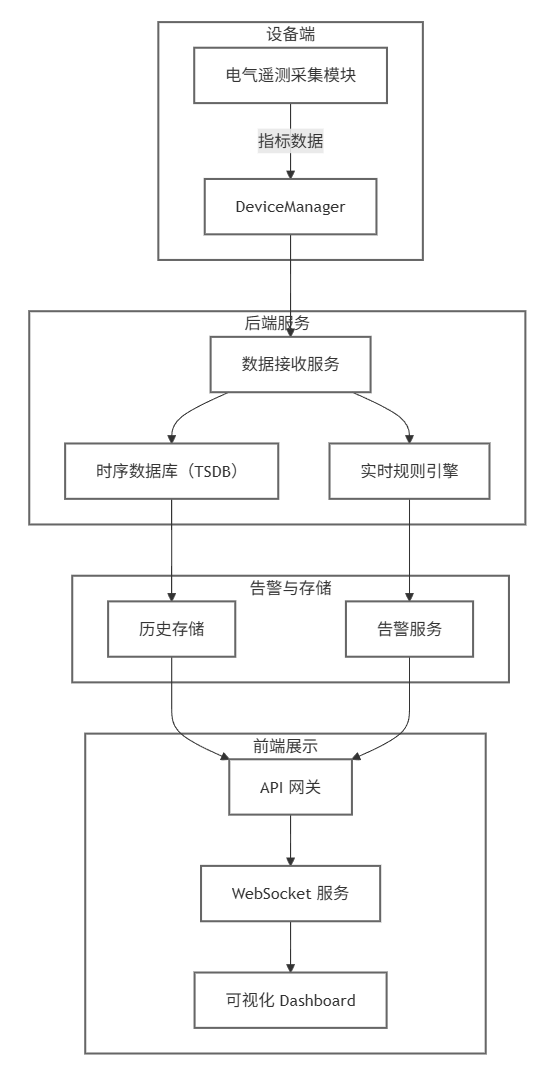 设备端
电气遥测采集模块
指标数据
DeviceManager
后端服务
数据接收服务
时序数据库（TSDB）
实时规则引擎
告警与存储
历史存储
告警服务
前端展示
API 网关
WebSocket 服务
可视化 Dashboard